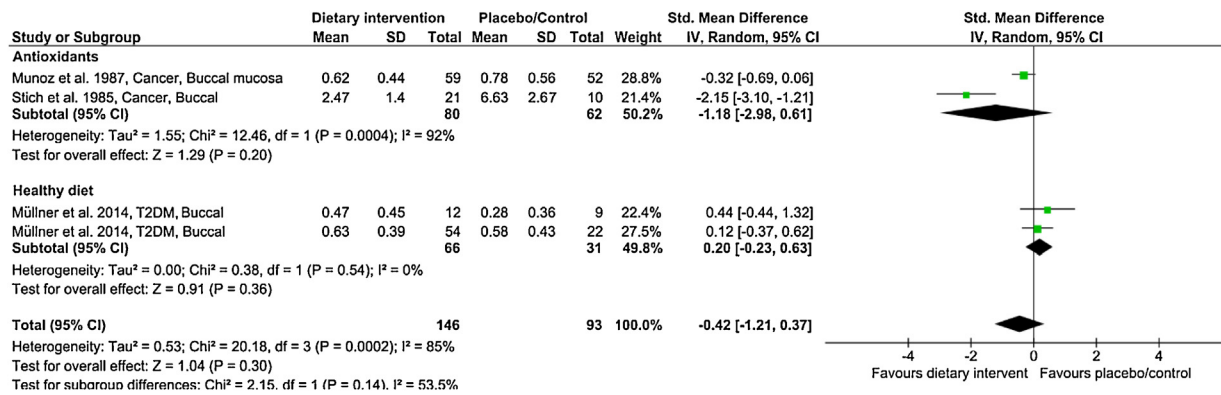 Dietary intervention Placebo/Control Std. Mean Difference Std. Mean Difference
Study or Subgroup Mean SD Total Mean SD Total Weight IV, Random, 95% CI IV, Random, 95% CI
Antioxidants
Munoz et al. 1987, Cancer, Buccal mucosa 0.62 0.44 59 0.78 0.56 52 28.8% -0.32 [-0.69, 0.06]
Stich et al. 1985, Cancer, Buccal 2.47 1.4 21 6.63 2.67 10 21.4% -2.15 [-3.10, -1.21]
Subtotal (95% CI) 80 62 50.2% -1.18 [-2.98, 0.61]
Heterogeneity: Tau² = 1.55; Chi² = 12.46, df = 1 (P = 0.0004); I² = 92%
Test for overall effect: Z = 1.29 (P = 0.20)
Healthy diet
Müllner et al. 2014, T2DM, Buccal 0.47 0.45 12 0.28 0.36 9 22.4% 0.44 [-0.44, 1.32]
Müllner et al. 2014, T2DM, Buccal 0.63 0.39 54 0.58 0.43 22 27.5% 0.12 [-0.37, 0.62]
Subtotal (95% CI) 66 31 49.8% 0.20 [-0.23, 0.63]
Heterogeneity: Tau² = 0.00; Chi² = 0.38, df = 1 (P = 0.54); I² = 0%
Test for overall effect: Z = 0.91 (P = 0.36)
Total (95% CI) 146 93 100.0% -0.42 [-1.21, 0.37]
Heterogeneity: Tau² = 0.53; Chi² = 20.18, df = 3 (P = 0.0002); I² = 85%
Test for overall effect: Z = 1.04 (P = 0.30)
Test for subgroup differences: Chi² = 2.15, df = 1 (P = 0.14), I² = 53.5%
-4 -2 0 2 4
Favours dietary intervent Favours placebo/control